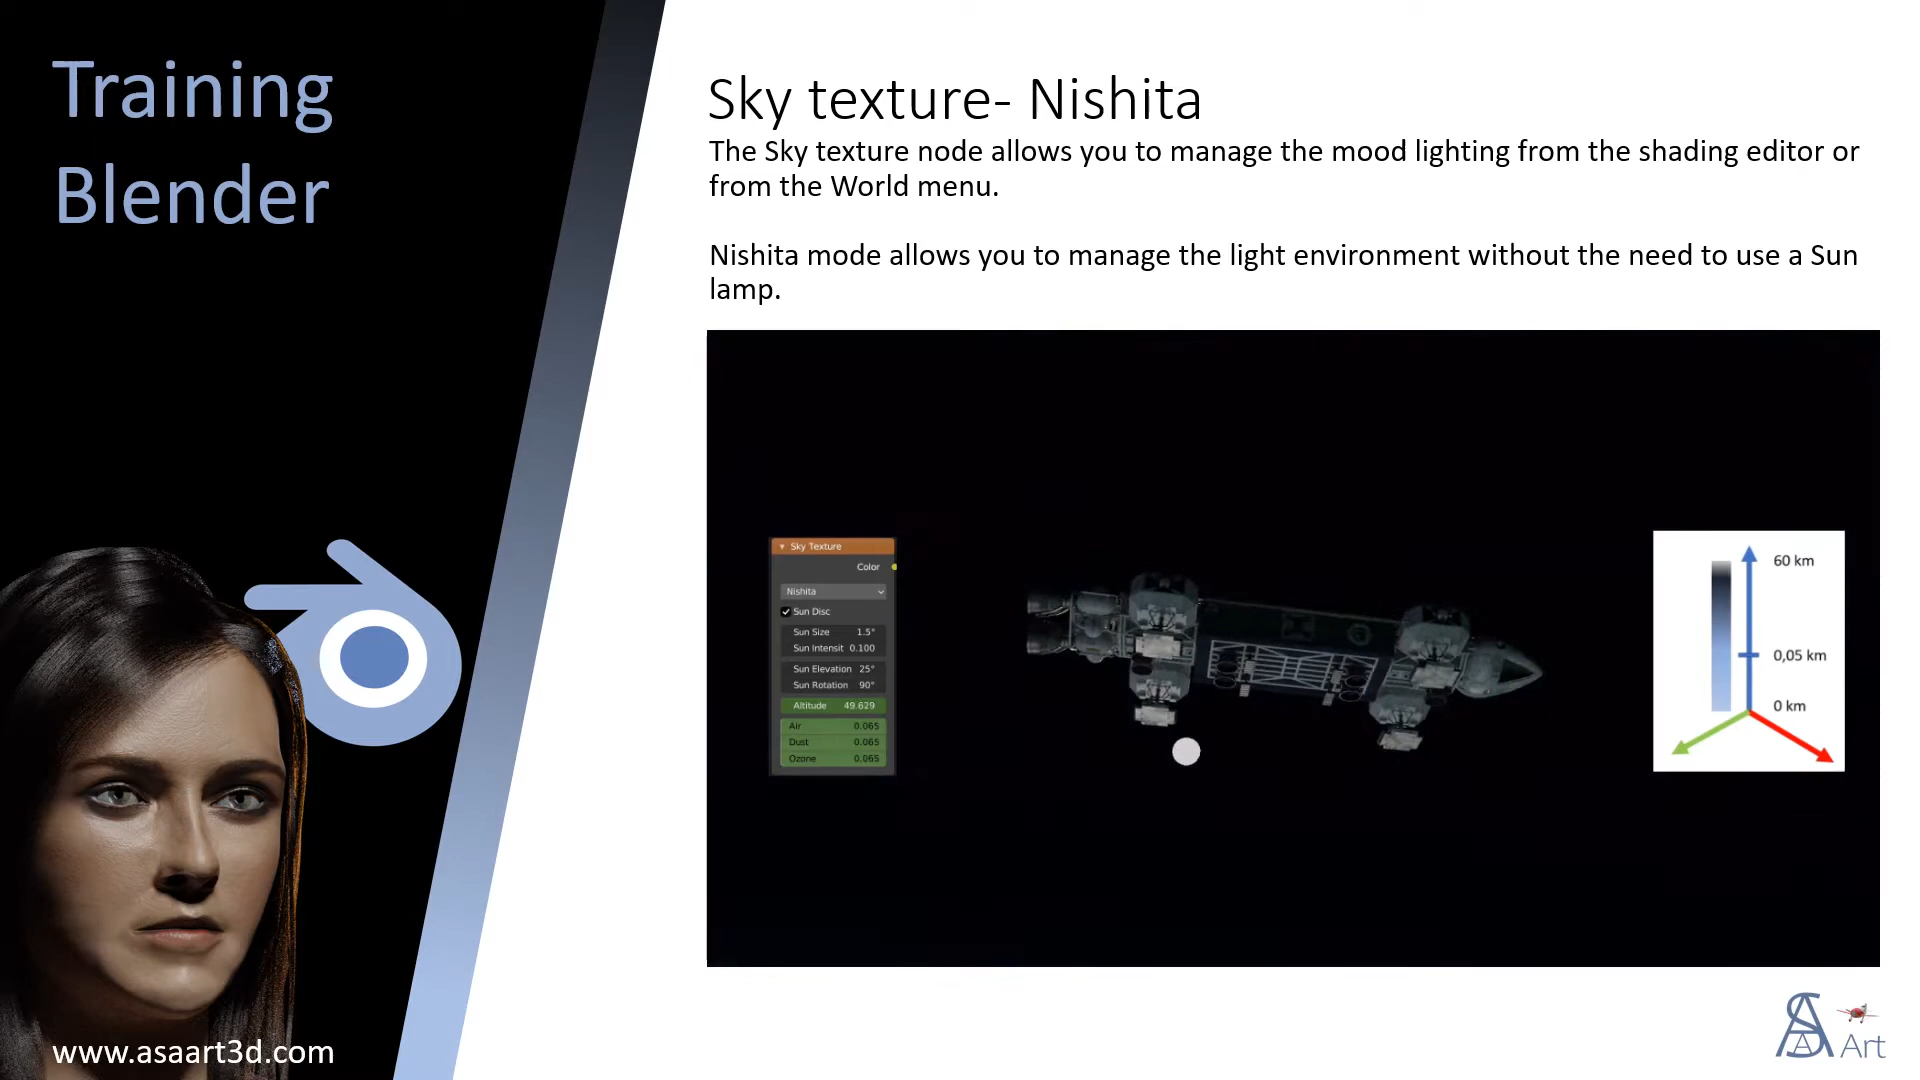 Training
Blender
www.asaart3d.com
Sky texture- Nishita
The Sky texture node allows you to manage the mood lighting from the shading editor or
from the World menu.
Nishita mode allows you to manage the light environment without the need to use a Sun
lamp.
Sky Texture
Color
Nishita
Sun Disc
Sun Size 1.5°
Sun Intensit 0.100
Sun Elevation 25°
Sun Rotation 90°
Altitude 49.629
Air 0.065
Dust 0.065
Ozone 0.065
60 km
0,05 km
0 km
ASA Art